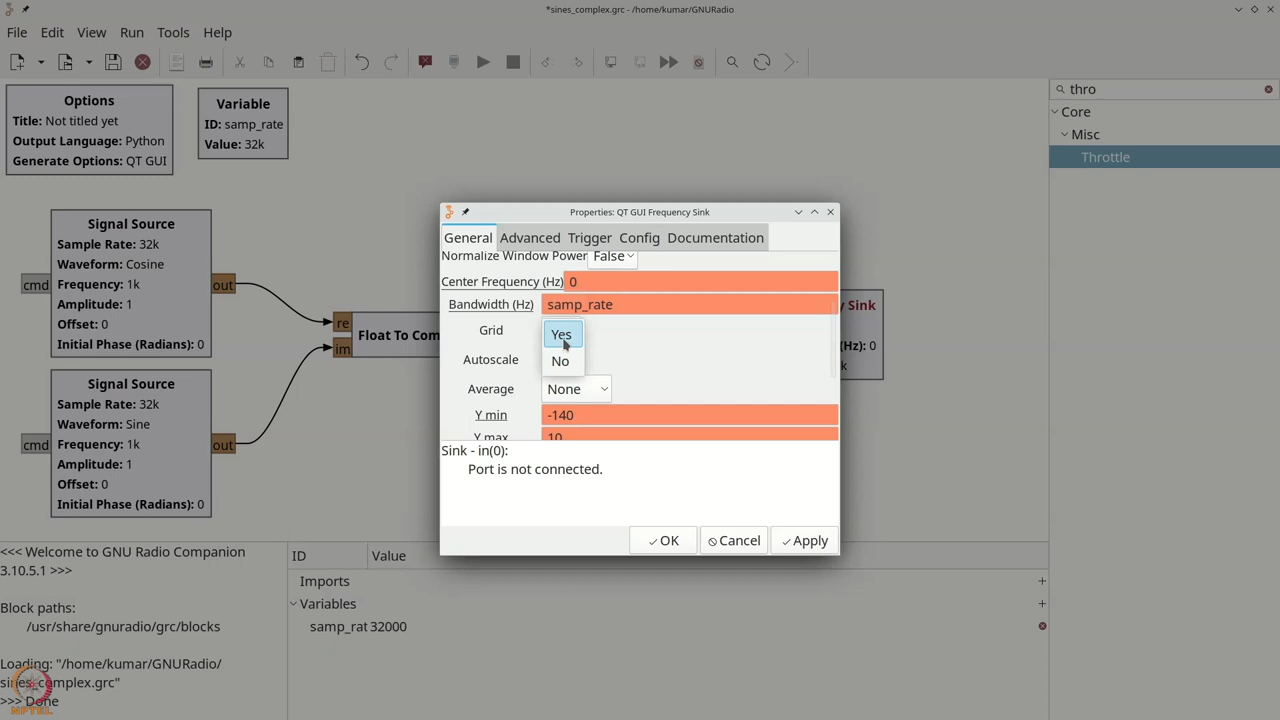 *sines_complex.grc - /home/kumar/GNURadio
File Edit View Run Tools Help
Options
Title: Not titled yet
Output Language: Python
Generate Options: QT GUI
Variable
ID: samp_rate
Value: 32k
Signal Source
Sample Rate: 32k
Waveform: Cosine
Frequency: 1k
Amplitude: 1
Offset: 0
Initial Phase (Radians): 0
cmd
out
Signal Source
Sample Rate: 32k
Waveform: Sine
Frequency: 1k
Amplitude: 1
Offset: 0
Initial Phase (Radians): 0
cmd
out
re
im
Float To Com
Sink
(Hz): 0
k
Properties: QT GUI Frequency Sink
General Advanced Trigger Config Documentation
Normalize Window Power False
Center Frequency (Hz) 0
Bandwidth (Hz) samp_rate
Grid
Yes
No
Autoscale
Average None
Y min -140
Y max 10
Sink - in(0):
Port is not connected.
OK Cancel Apply
thro
Core
Misc
Throttle
<<< Welcome to GNU Radio Companion
3.10.5.1 >>>
Block paths:
/usr/share/gnuradio/grc/blocks
Loading: "/home/kumar/GNURadio/
sines_complex.grc"
>>> Done
NPTEL
ID Value
Imports
Variables
samp_rat 32000